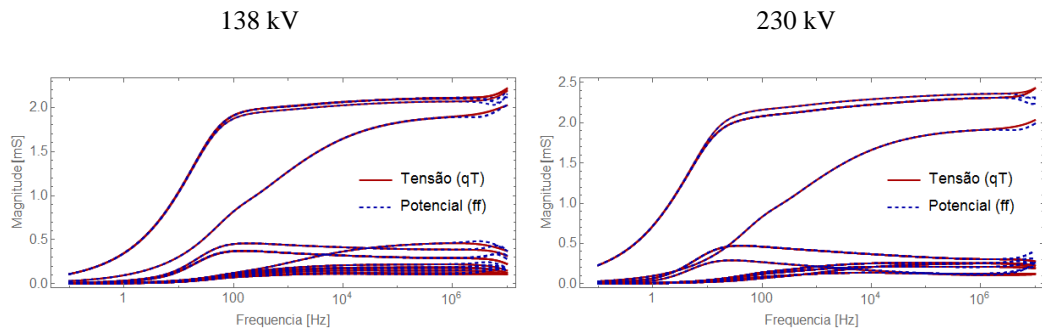 138 kV
230 kV
Magnitude [mS]
2.0
1.5
1.0
0.5
0.0
Tensão (qT)
Potencial (ff)
1
100
10^4
10^6
Frequencia [Hz]
Magnitude [mS]
2.5
2.0
1.5
1.0
0.5
0.0
Tensão (qT)
Potencial (ff)
1
100
10^4
10^6
Frequencia [Hz]